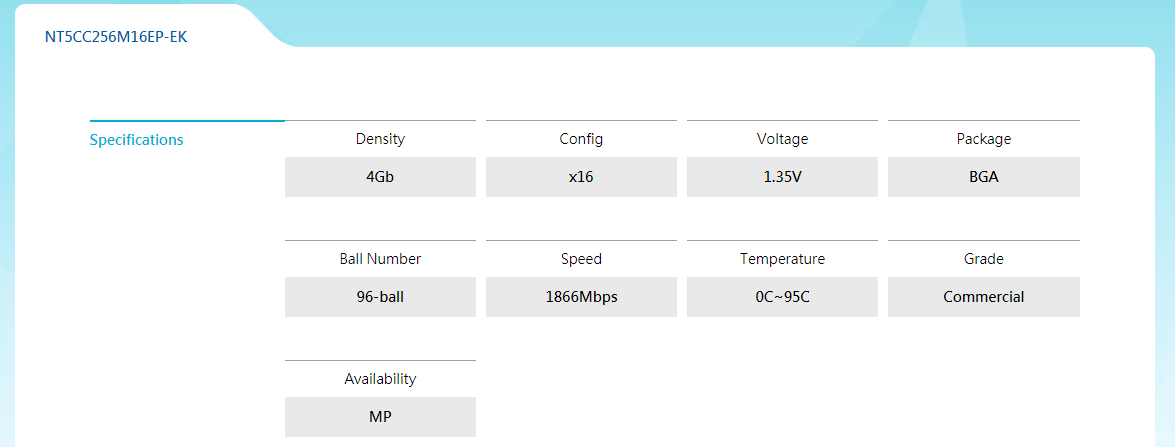 NT5CC256M16EP-EK
Specifications
Density Config Voltage Package
4Gb x16 1.35V BGA
Ball Number Speed Temperature Grade
96-ball 1866Mbps 0C~95C Commercial
Availability
MP